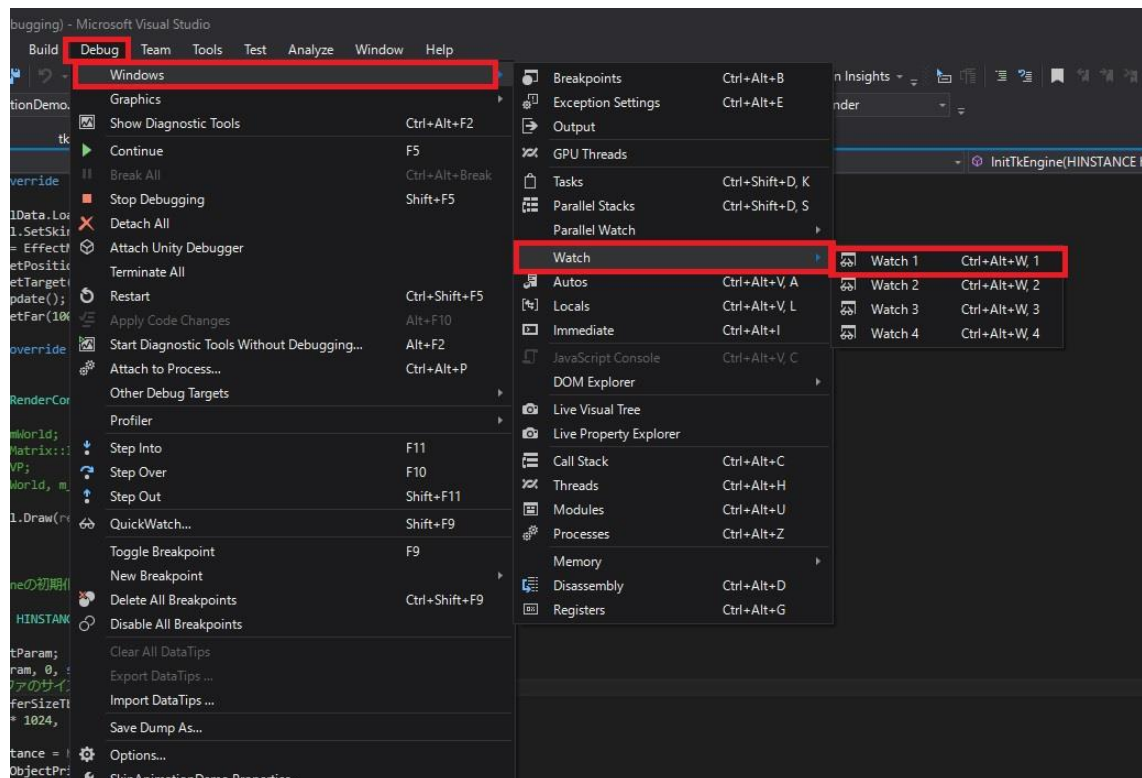 bugging) - Microsoft Visual Studio
Build Debug Team Tools Test Analyze Window Help
n Insights
tionDemo.
nder
tk
InitTkEngine(HINSTANCE
Windows
Graphics
Show Diagnostic Tools Ctrl+Alt+F2
Continue F5
Break All Ctrl+Alt+Break
Stop Debugging Shift+F5
Detach All
Attach Unity Debugger
Terminate All
Restart Ctrl+Shift+F5
Apply Code Changes Alt+F10
Start Diagnostic Tools Without Debugging... Alt+F2
Attach to Process... Ctrl+Alt+P
Other Debug Targets
Profiler
Step Into F11
Step Over F10
Step Out Shift+F11
QuickWatch... Shift+F9
Toggle Breakpoint F9
New Breakpoint
Delete All Breakpoints Ctrl+Shift+F9
Disable All Breakpoints
Clear All DataTips
Export DataTips ...
Import DataTips ...
Save Dump As...
Options...
SkinAnimationDemo Properties
Breakpoints Ctrl+Alt+B
Exception Settings Ctrl+Alt+E
Output
GPU Threads
Tasks Ctrl+Shift+D, K
Parallel Stacks Ctrl+Shift+D, S
Parallel Watch
Watch
Autos Ctrl+Alt+V, A
Locals Ctrl+Alt+V, L
Immediate Ctrl+Alt+I
JavaScript Console Ctrl+Alt+V, C
DOM Explorer
Live Visual Tree
Live Property Explorer
Call Stack Ctrl+Alt+C
Threads Ctrl+Alt+H
Modules Ctrl+Alt+U
Processes Ctrl+Alt+Z
Memory
Disassembly Ctrl+Alt+D
Registers Ctrl+Alt+G
Watch 1 Ctrl+Alt+W, 1
Watch 2 Ctrl+Alt+W, 2
Watch 3 Ctrl+Alt+W, 3
Watch 4 Ctrl+Alt+W, 4
verride
lData.Loa
l.SetSki
= Effect
etPositi
etTarget
pdate();
etFar(10
override
RenderCo
mWorld;
Matrix::
VP;
World, m_
l.Draw(r
neの初期化
HINSTAN
tParam;
ram, 0,
ファのサイ
ferSizeT
* 1024,
tance =
ObjectPr